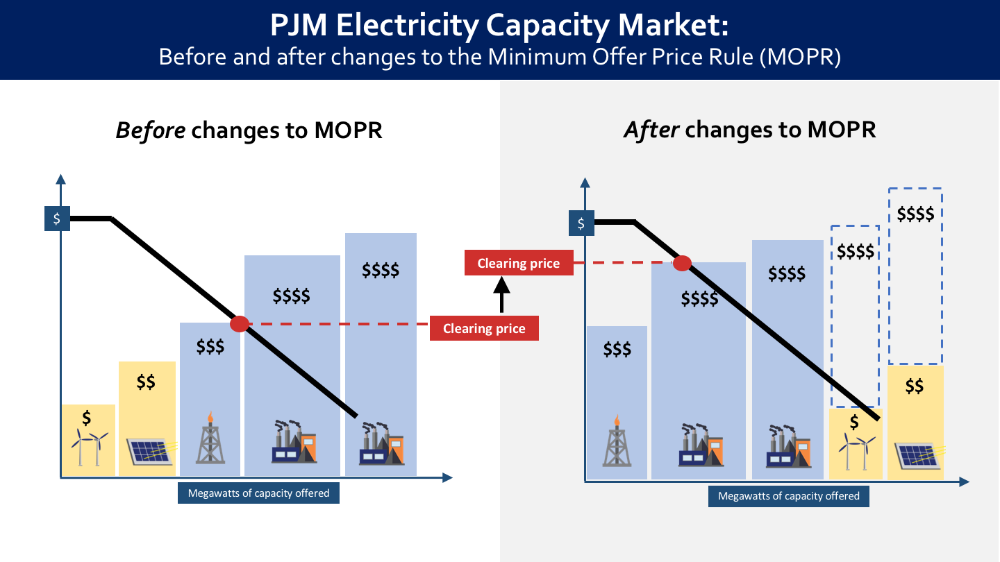 PJM Electricity Capacity Market:
Before and after changes to the Minimum Offer Price Rule (MOPR)
Before changes to MOPR
$
$
$$
$$$
$$$$
$$$$
Megawatts of capacity offered
Clearing price
Clearing price
After changes to MOPR
$
$$$
$$$$
$$$$
$$$$
$
$$$$
$$
Megawatts of capacity offered